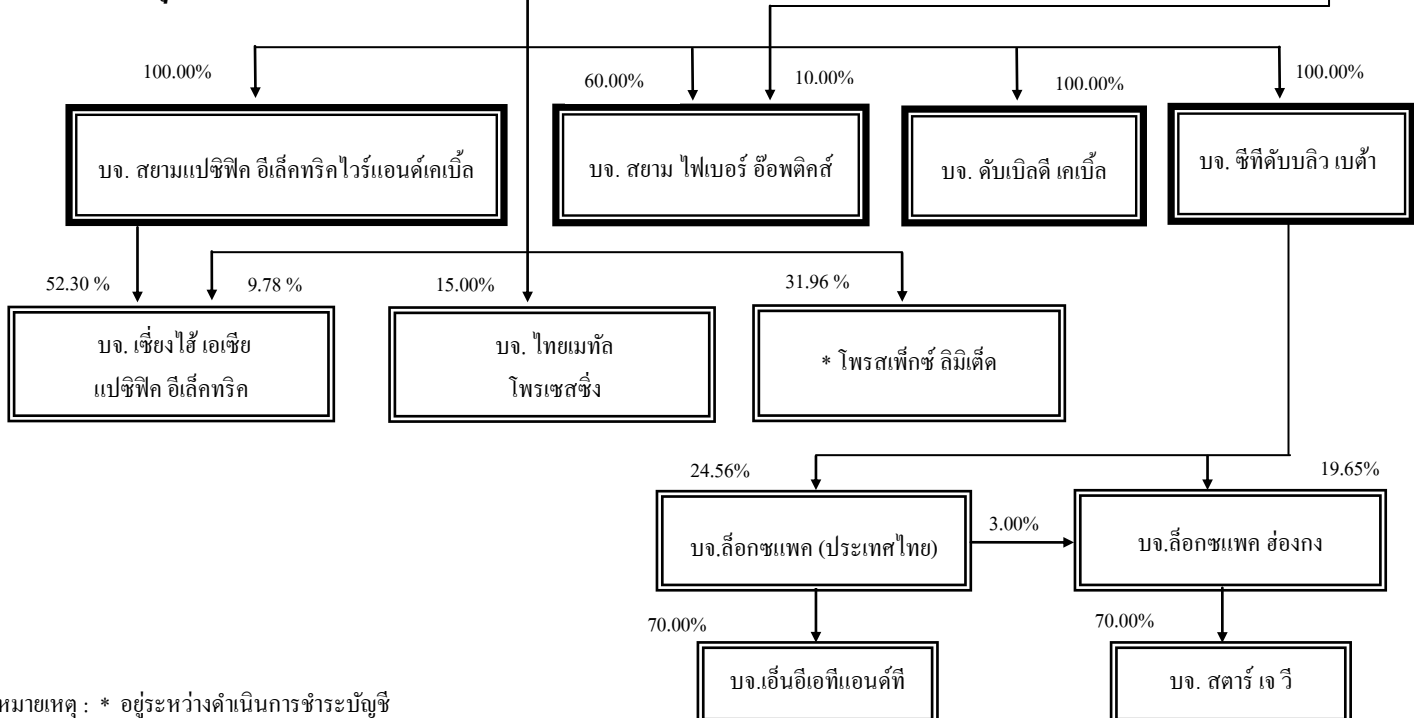 100.00%
60.00%
10.00%
100.00%
100.00%
บจ. สยามแปซิฟิค อีเล็คทริคไวร์แอนด์เคเบิ้ล
บจ. สยาม ไฟเบอร์ อ๊อพติคส์
บจ. ดับเบิลดี เคเบิ้ล
บจ. ซีทีดับบลิว เบต้า
52.30 %
9.78 %
15.00%
31.96 %
บจ. เซี่ยงไฮ้ เอเซีย
แปซิฟิค อีเล็คทริค
บจ. ไทยเมทัล
โพรเซสซิ่ง
* โพรสเพ็กซ์ ลิมิเต็ด
24.56%
19.65%
บจ.ล็อกซแพค (ประเทศไทย)
3.00%
บจ.ล็อกซแพค ฮ่องกง
70.00%
70.00%
บจ.เอ็นอีเอทีแอนด์ที
บจ. สตาร์ เจ วี
หมายเหตุ : * อยู่ระหว่างดำเนินการชำระบัญชี